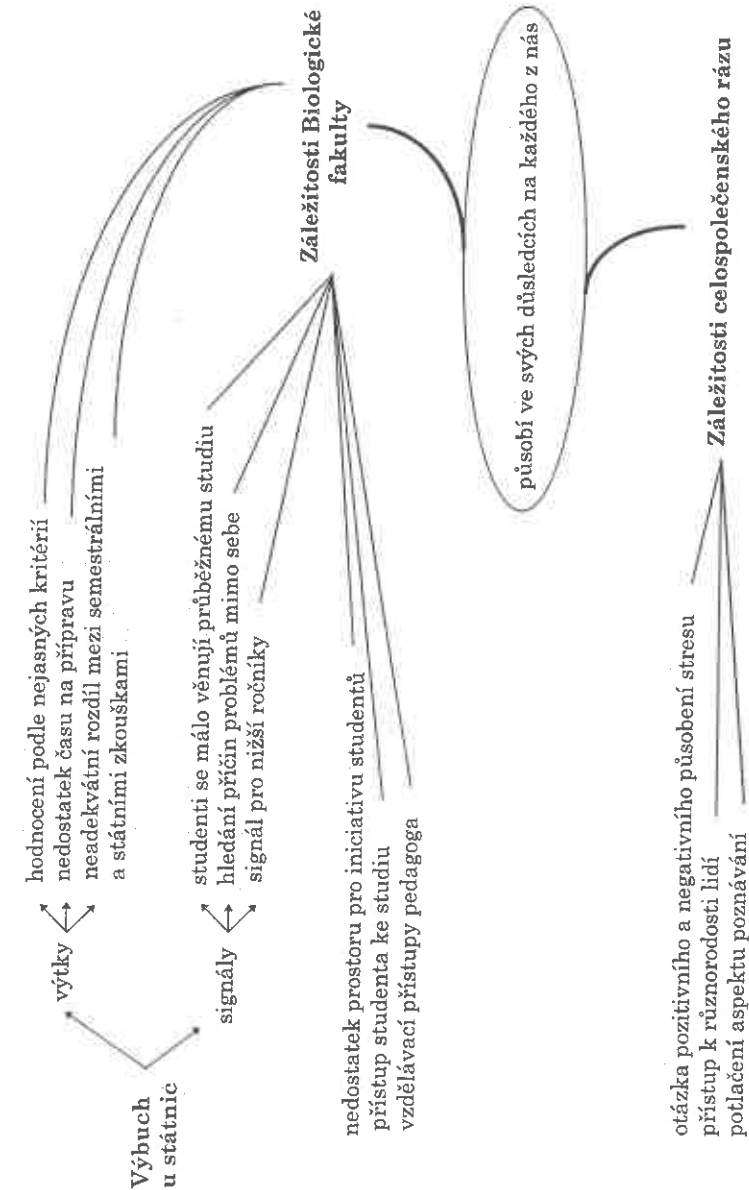 Výbuch
u státnic
výtky
hodnocení podle nejasných kritérií
nedostatek času na přípravu
neadekvátní rozdíl mezi semestrálními
a státními zkouškami
signály
studenti se málo věnují průběžnému studiu
hledání příčin problémů mimo sebe
signál pro nižší ročníky
nedostatek prostoru pro iniciativu studentů
přístup studenta ke studiu
vzdělávací přístupy pedagoga
Záležitosti Biologické
fakulty
působí ve svých důsledcích na každého z nás
otázka pozitivního a negativního působení stresu
přístup k různorodosti lidí
potlačení aspektu poznávání
Záležitosti celospolečenského rázu